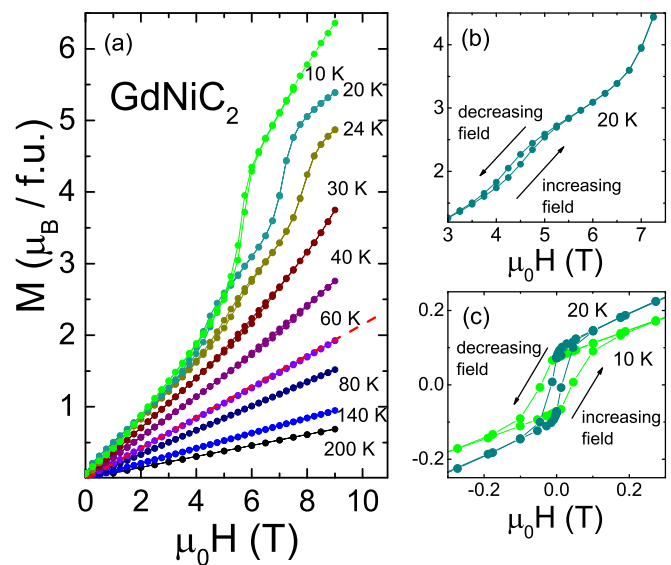 (a)
GdNiC₂
10 K
20 K
24 K
30 K
40 K
60 K
80 K
140 K
200 K
M (μ_B / f.u.)
6
5
4
3
2
1
0 2 4 6 8 10
μ₀H (T)
(b)
decreasing
field
20 K
increasing
field
4
3
2
3 4 5 6 7
μ₀H (T)
(c)
20 K
decreasing
field
10 K
increasing
field
0.2
0.0
-0.2
-0.2 0.0 0.2
μ₀H (T)